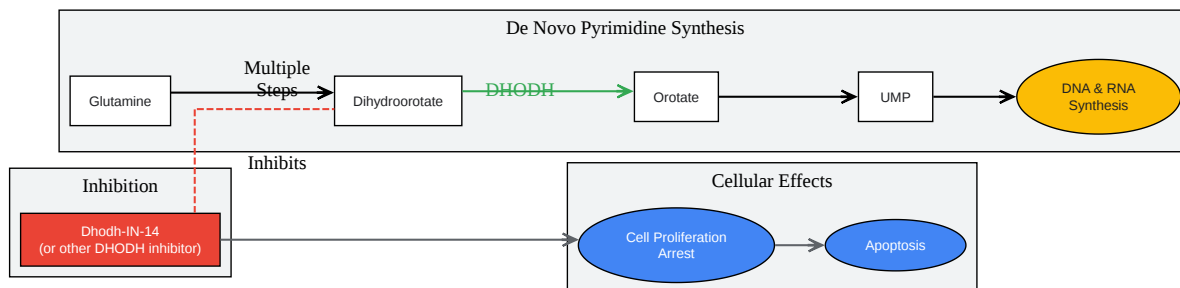 De Novo Pyrimidine Synthesis
Multiple
Steps
Glutamine
Dihydroorotate
DHODH
Orotate
UMP
DNA & RNA
Synthesis
Inhibits
Inhibition
Dhodh-IN-14
(or other DHODH inhibitor)
Cellular Effects
Cell Proliferation
Arrest
Apoptosis